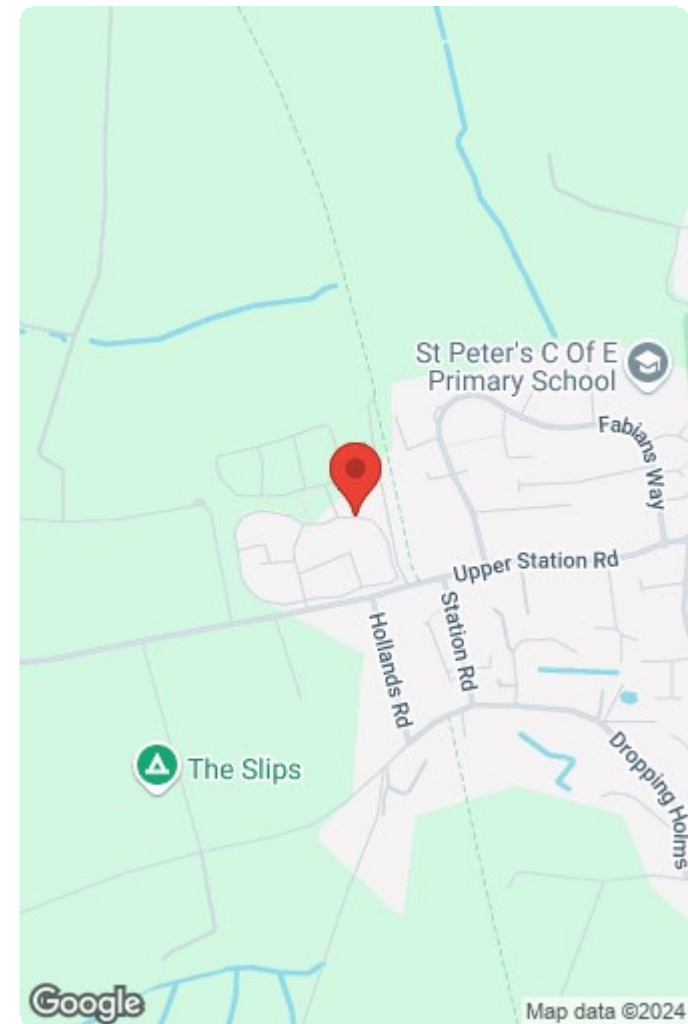 St Peter's C Of E
Primary School
Fabians Way
Upper Station Rd
Station Rd
Hollands Rd
The Slips
Dropping Holms
Google
Map data ©2024